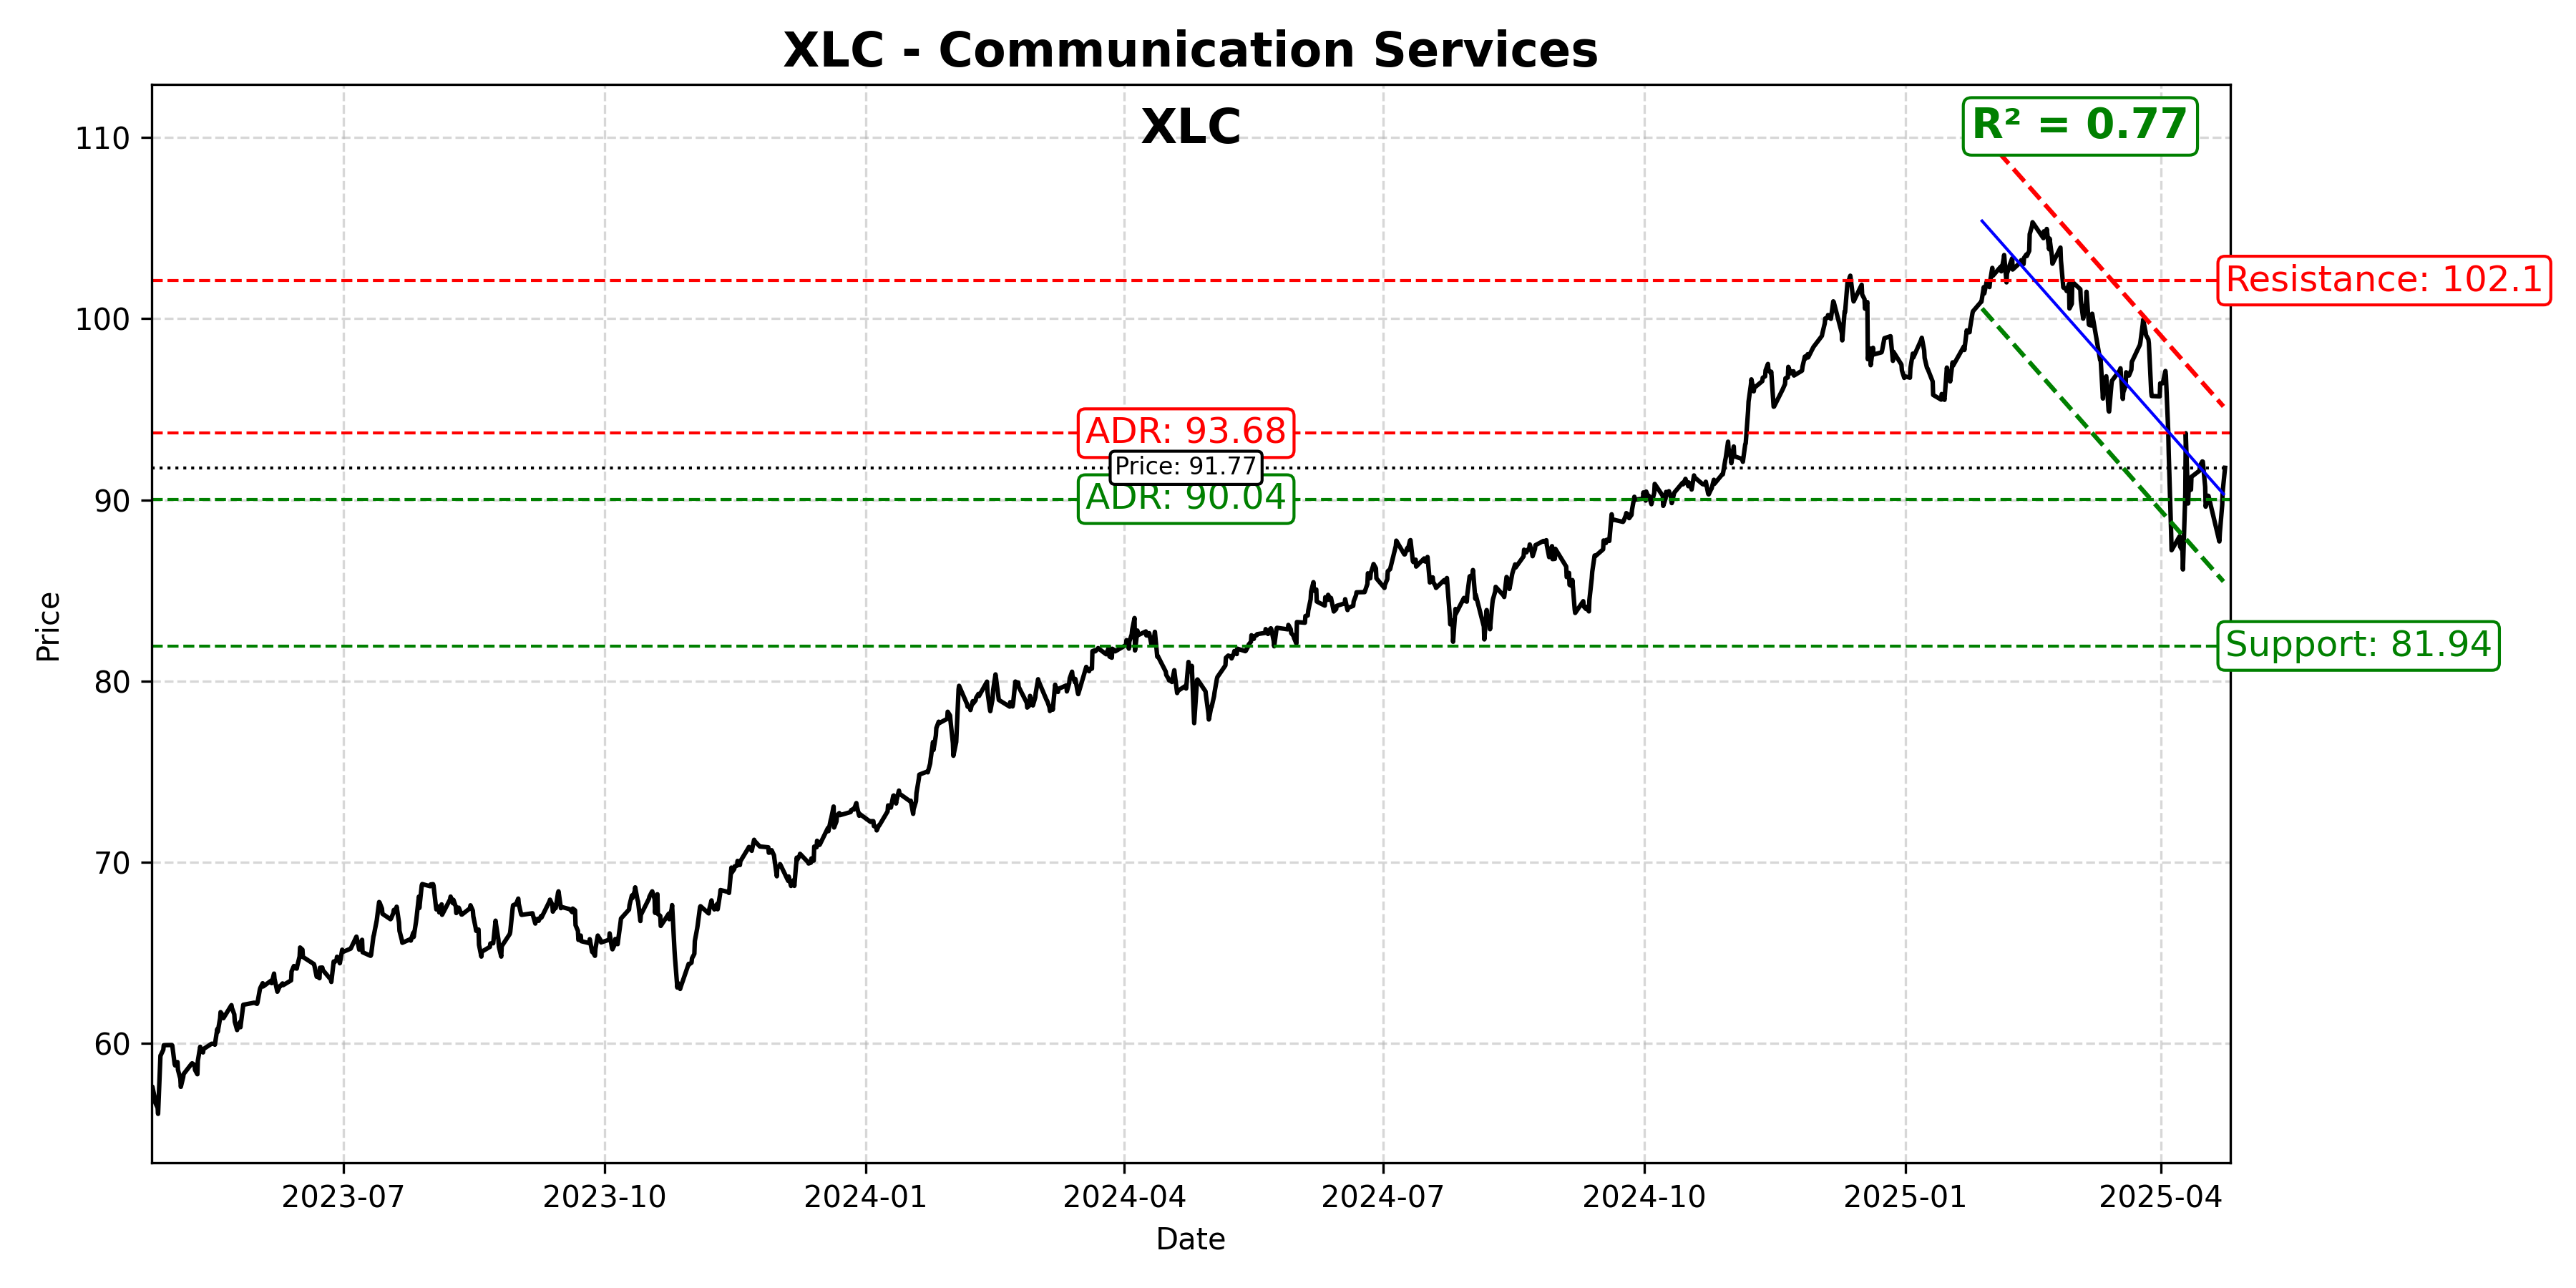 XLC - Communication Services
XLC
R² = 0.77
110
100
90
80
70
60
Price
Resistance: 102.1
ADR: 93.68
Price: 91.77
ADR: 90.04
Support: 81.94
2023-07
2023-10
2024-01
2024-04
2024-07
2024-10
2025-01
2025-04
Date